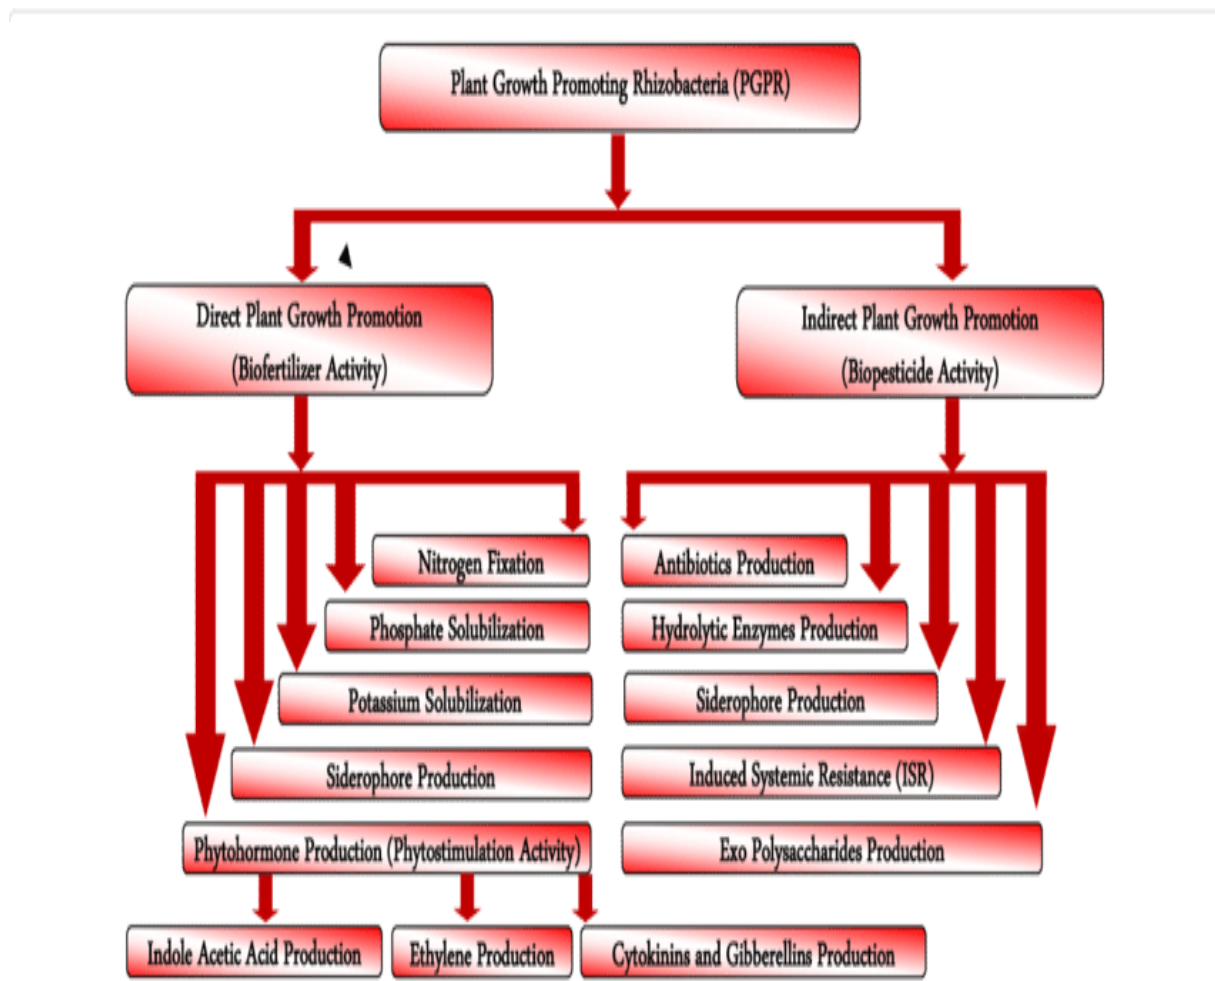 Plant Growth Promoting Rhizobacteria (PGPR)
Direct Plant Growth Promotion
(Biofertilizer Activity)
Indirect Plant Growth Promotion
(Biopesticide Activity)
Nitrogen Fixation
Phosphate Solubilization
Potassium Solubilization
Siderophore Production
Phytohormone Production (Phytostimulation Activity)
Indole Acetic Acid Production
Ethylene Production
Cytokinins and Gibberellins Production
Antibiotics Production
Hydrolytic Enzymes Production
Siderophore Production
Induced Systemic Resistance (ISR)
Exo Polysaccharides Production